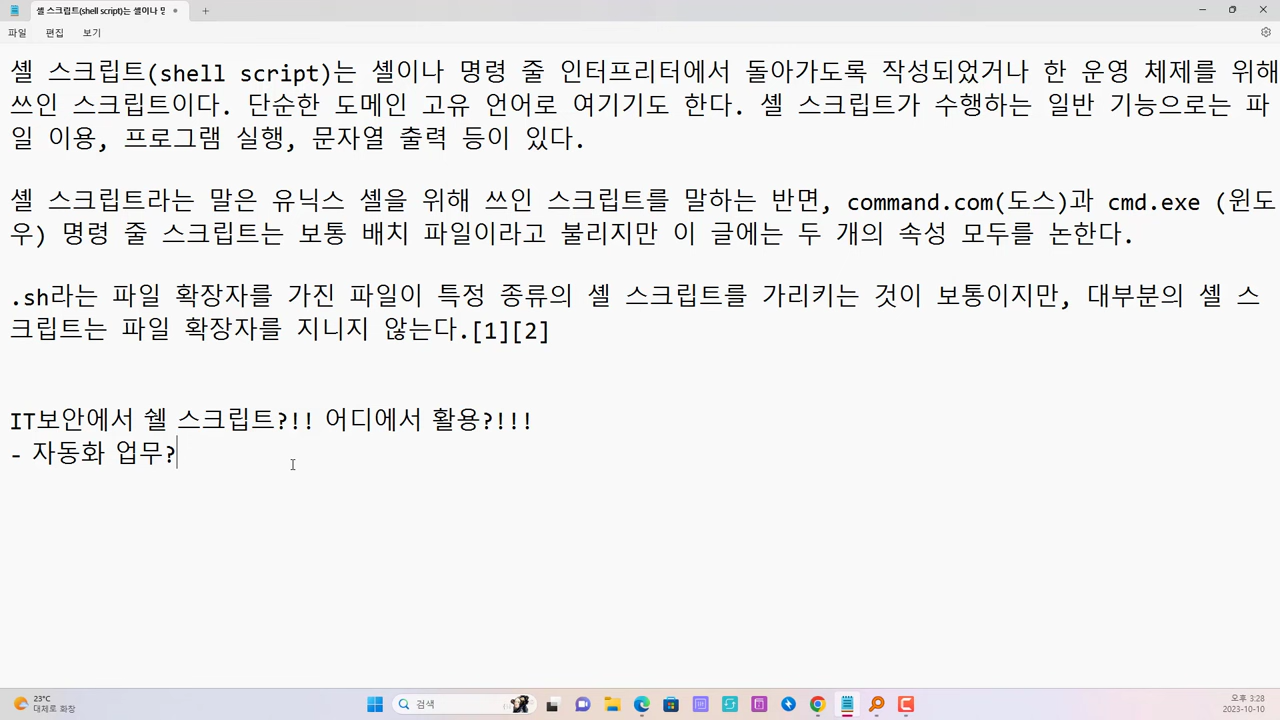 셸 스크립트(shell script)는 셸이나 명
파일 편집 보기
셸 스크립트(shell script)는 셸이나 명령 줄 인터프리터에서 돌아가도록 작성되었거나 한 운영 체제를 위해
쓰인 스크립트이다. 단순한 도메인 고유 언어로 여기기도 한다. 셸 스크립트가 수행하는 일반 기능으로는 파
일 이용, 프로그램 실행, 문자열 출력 등이 있다.
셸 스크립트라는 말은 유닉스 셸을 위해 쓰인 스크립트를 말하는 반면, command.com(도스)과 cmd.exe (윈도
우) 명령 줄 스크립트는 보통 배치 파일이라고 불리지만 이 글에는 두 개의 속성 모두를 논한다.
.sh라는 파일 확장자를 가진 파일이 특정 종류의 셸 스크립트를 가리키는 것이 보통이지만, 대부분의 셸 스
크립트는 파일 확장자를 지니지 않는다.[1][2]
IT보안에서 쉘 스크립트?!! 어디에서 활용?!!!
- 자동화 업무?
23°C
대체로 화창
검색
오후 3:28
2023-10-10